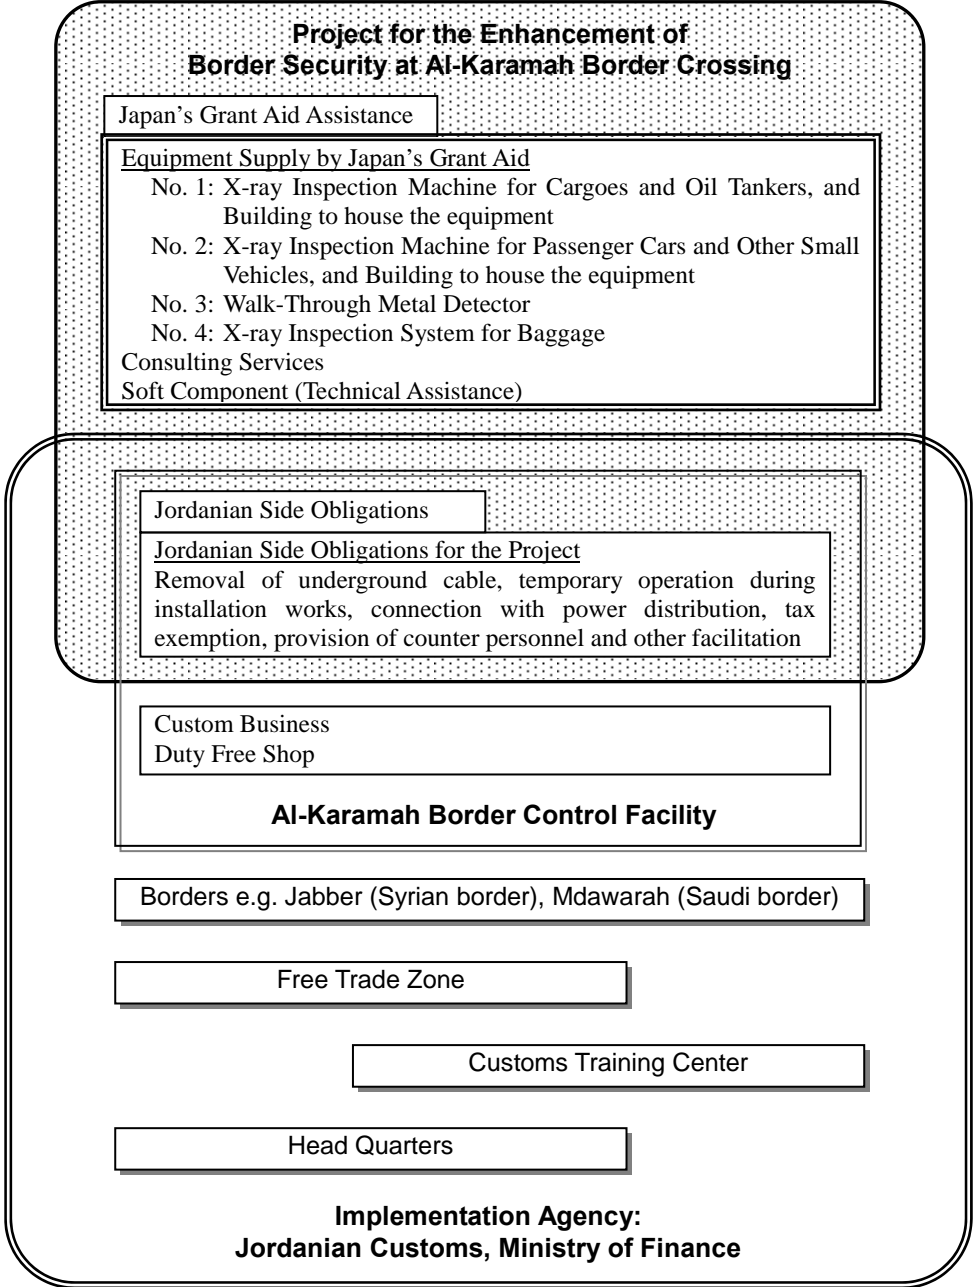 Project for the Enhancement of
Border Security at Al-Karamah Border Crossing
Japan's Grant Aid Assistance
Equipment Supply by Japan's Grant Aid
No. 1: X-ray Inspection Machine for Cargoes and Oil Tankers, and
Building to house the equipment
No. 2: X-ray Inspection Machine for Passenger Cars and Other Small
Vehicles, and Building to house the equipment
No. 3: Walk-Through Metal Detector
No. 4: X-ray Inspection System for Baggage
Consulting Services
Soft Component (Technical Assistance)
Jordanian Side Obligations
Jordanian Side Obligations for the Project
Removal of underground cable, temporary operation during
installation works, connection with power distribution, tax
exemption, provision of counter personnel and other facilitation
Custom Business
Duty Free Shop
Al-Karamah Border Control Facility
Borders e.g. Jabber (Syrian border), Mdawarah (Saudi border)
Free Trade Zone
Customs Training Center
Head Quarters
Implementation Agency:
Jordanian Customs, Ministry of Finance